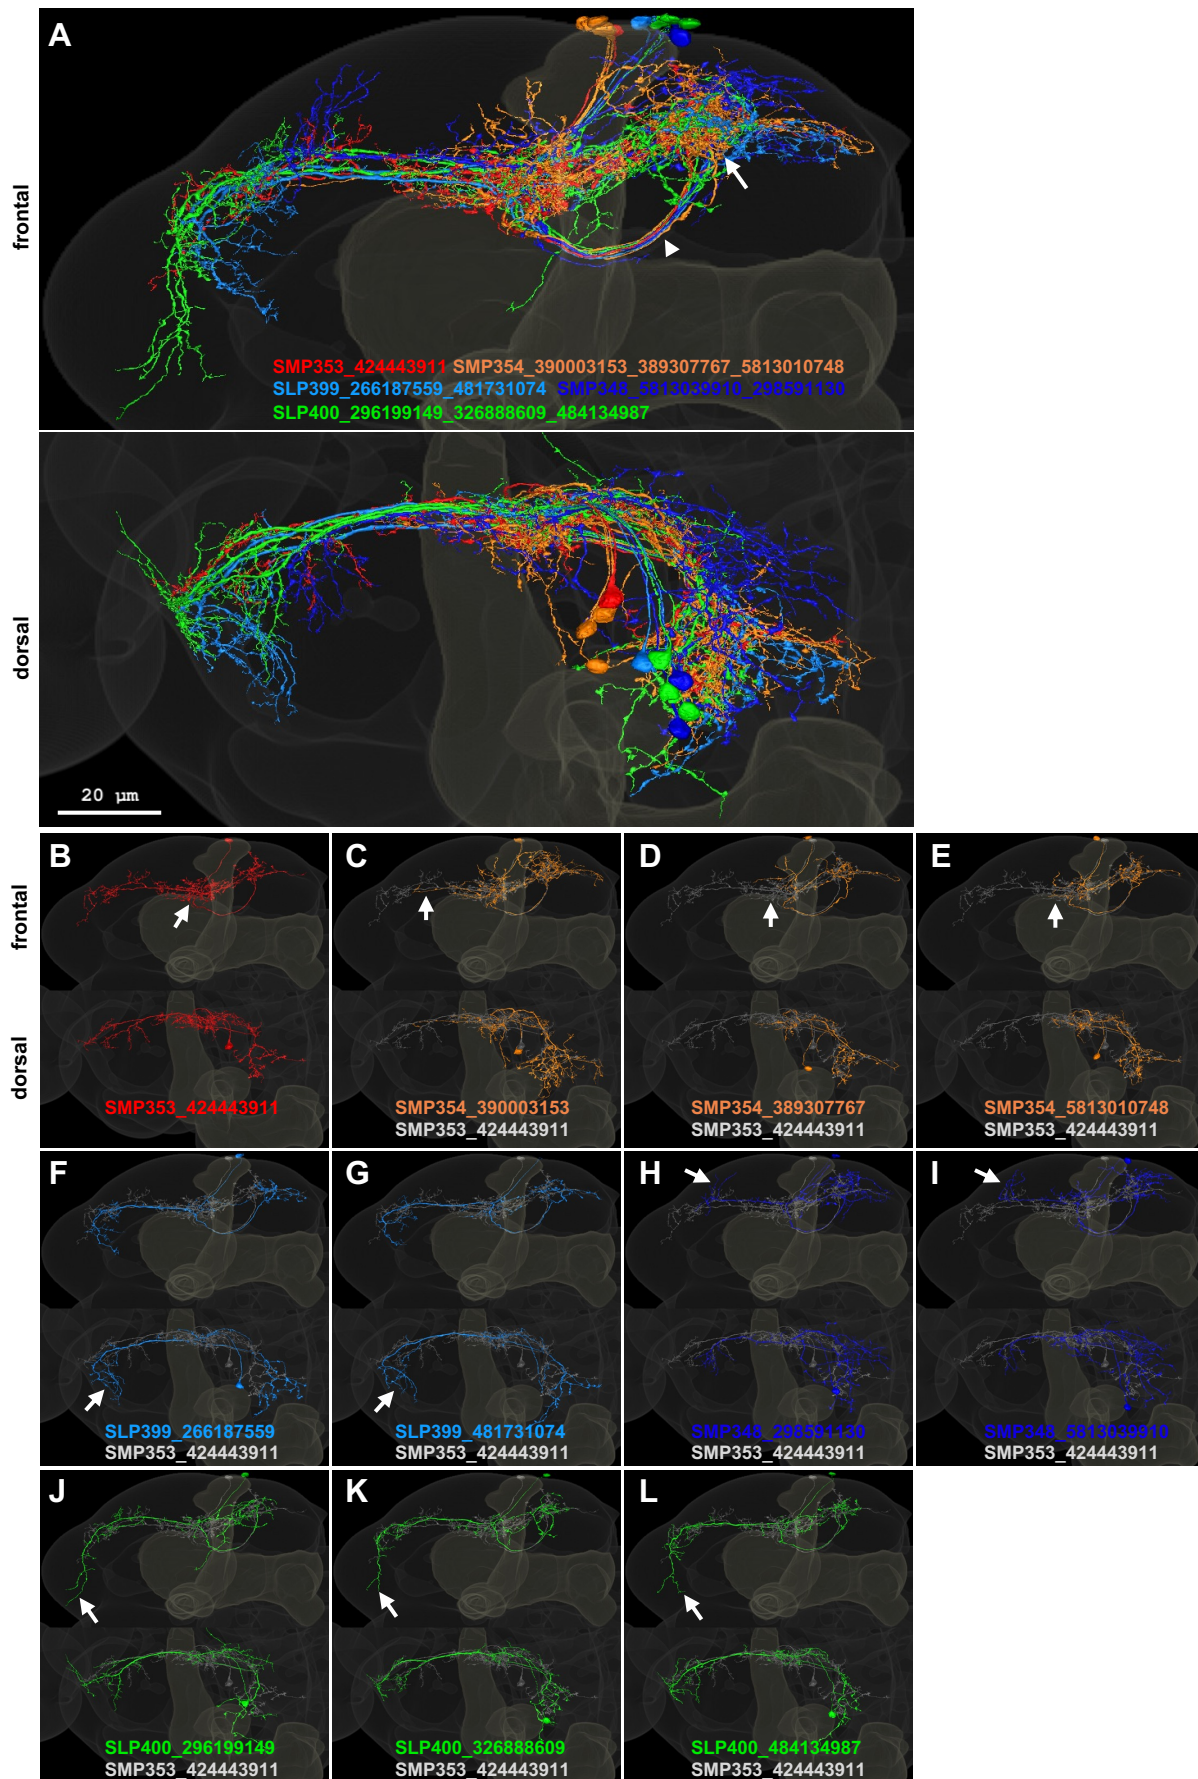 A
frontal
SMP353_424443911 SMP354_390003153_389307767_5813010748
SLP399_266187559_481731074 SMP348_5813039910_298591130
SLP400_296199149_326888609_484134987
dorsal
20 µm
B
C
D
E
frontal
dorsal
SMP353_424443911
SMP354_390003153
SMP353_424443911
SMP354_389307767
SMP353_424443911
SMP354_5813010748
SMP353_424443911
F
G
H
I
SLP399_266187559
SMP353_424443911
SLP399_481731074
SMP353_424443911
SMP348_298591130
SMP353_424443911
SMP348_5813039910
SMP353_424443911
J
K
L
SLP400_296199149
SMP353_424443911
SLP400_326888609
SMP353_424443911
SLP400_484134987
SMP353_424443911